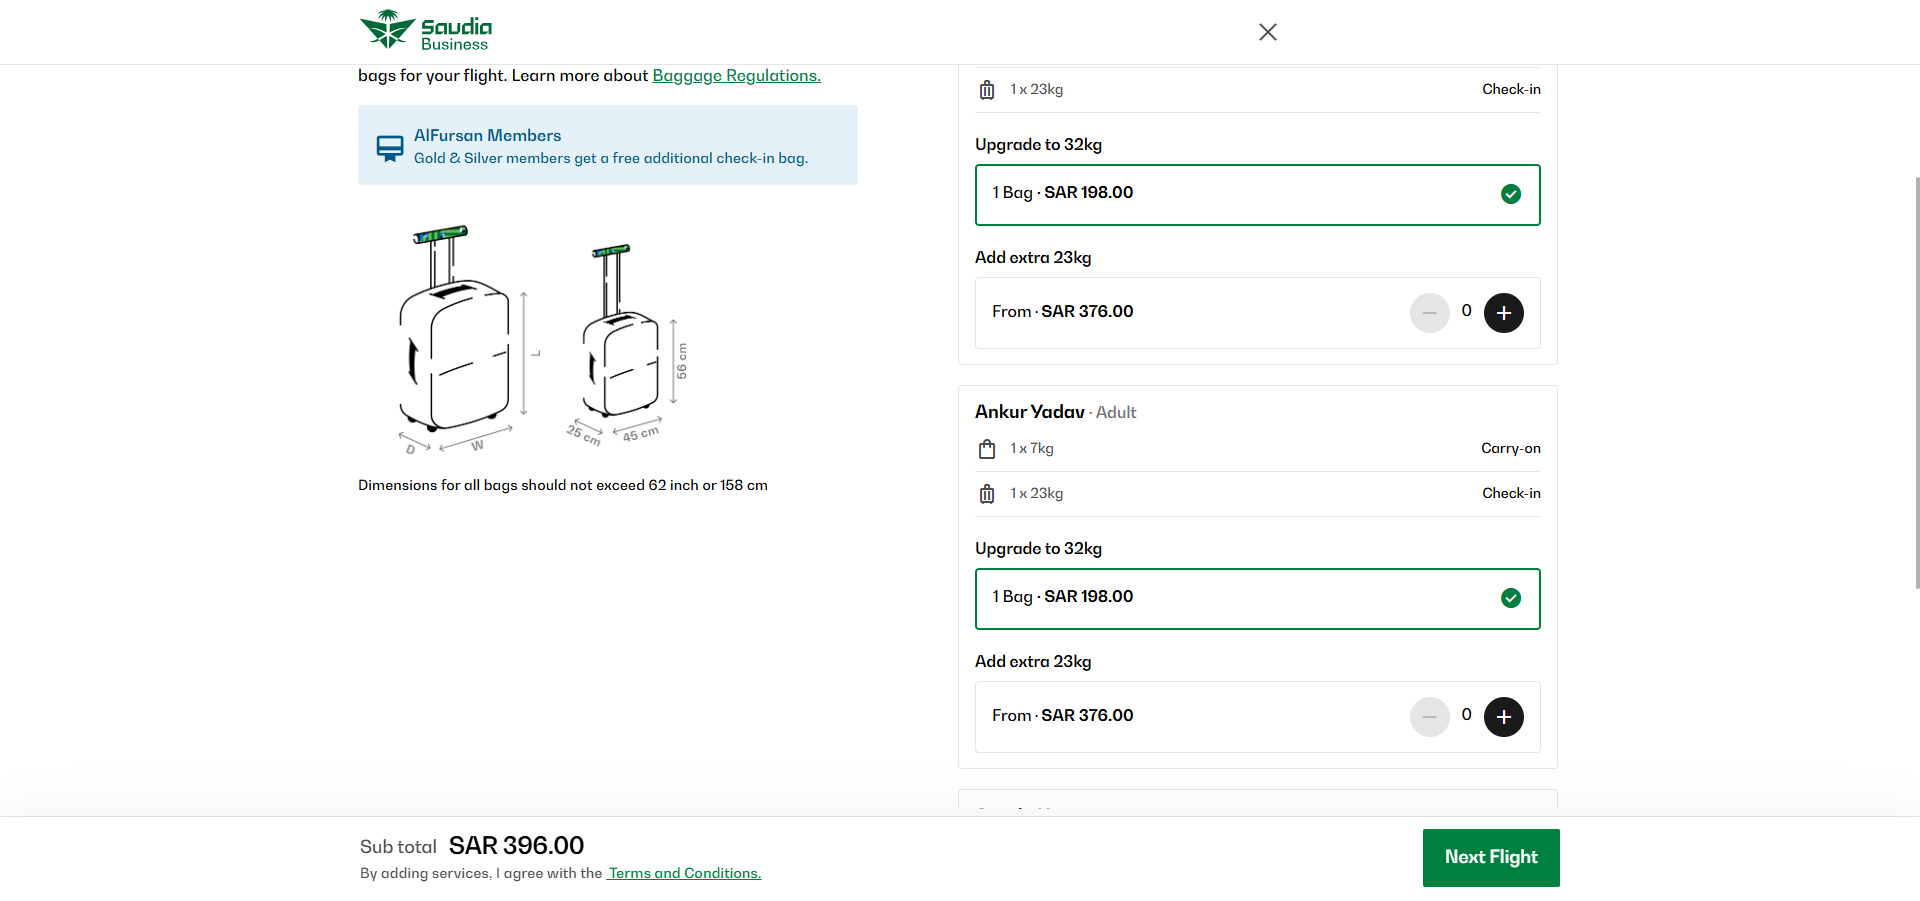 Saudia
Business
bags for your flight. Learn more about Baggage Regulations.
AlFursan Members
Gold & Silver members get a free additional check-in bag.
L
D
W
56 cm
25 cm
45 cm
Dimensions for all bags should not exceed 62 inch or 158 cm
1 x 23kg
Check-in
Upgrade to 32kg
1 Bag · SAR 198.00
Add extra 23kg
From · SAR 376.00
0
Ankur Yadav · Adult
1 x 7kg
Carry-on
1 x 23kg
Check-in
Upgrade to 32kg
1 Bag · SAR 198.00
Add extra 23kg
From · SAR 376.00
0
Sub total SAR 396.00
By adding services, I agree with the Terms and Conditions.
Next Flight